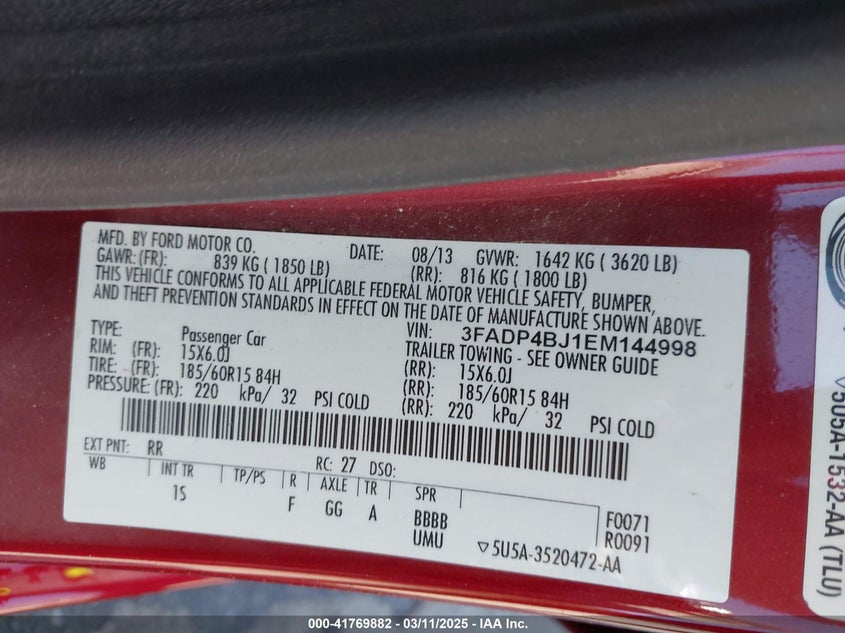 MFD. BY FORD MOTOR CO. DATE: 08/13 GVWR: 1642 KG ( 3620 LB)
GAWR: (FR): 839 KG ( 1850 LB) (RR): 816 KG ( 1800 LB)
THIS VEHICLE CONFORMS TO ALL APPLICABLE FEDERAL MOTOR VEHICLE SAFETY, BUMPER,
AND THEFT PREVENTION STANDARDS IN EFFECT ON THE DATE OF MANUFACTURE SHOWN ABOVE.
VIN: 3FADP4BJ1EM144998
TYPE: Passenger Car TRAILER TOWING - SEE OWNER GUIDE
RIM: (FR): 15X6.0J (RR): 15X6.0J
TIRE: (FR): 185/60R15 84H (RR): 185/60R15 84H
PRESSURE: (FR): 220 kPa/ 32 PSI COLD (RR): 220 kPa/ 32 PSI COLD
EXT PNT: RR RC: 27 DSO:
WB INT TR TP/PS R AXLE TR SPR
1S F GG A BBBB F0071
UMU R0091
▽5U5A-3520472-AA
▽5U5A-1532-AA (TLU)
000-41769882 - 03/11/2025 - IAA Inc.